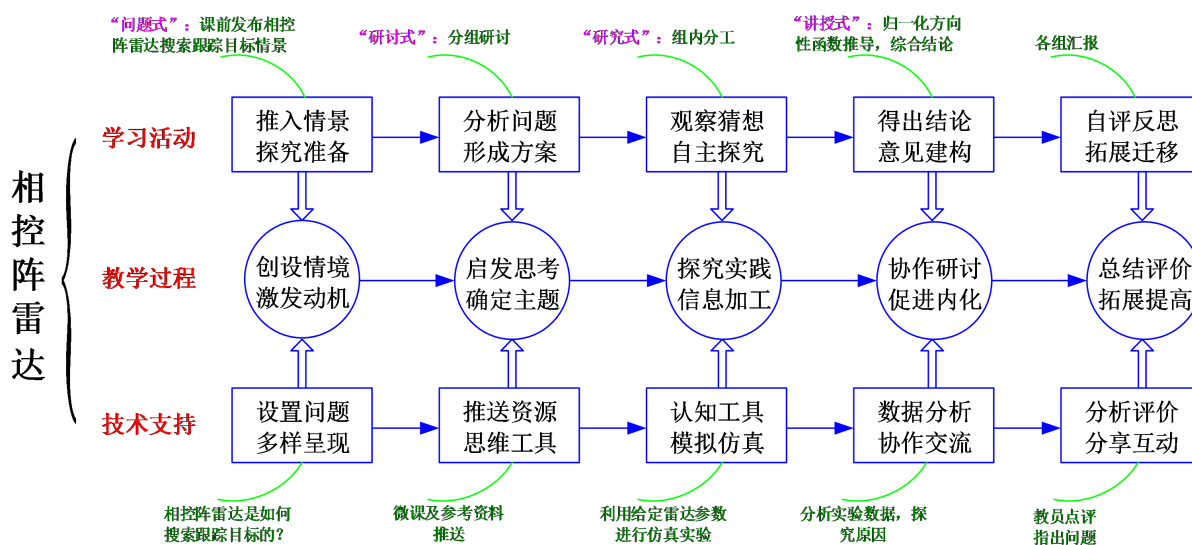 “问题式”：课前发布相控
阵雷达搜索跟踪目标情景
“研讨式”：分组研讨
“研究式”：组内分工
“讲授式”：归一化方向
性函数推导，综合结论
各组汇报
相控阵雷达
学习活动
推入情景
探究准备
分析问题
形成方案
观察猜想
自主探究
得出结论
意见建构
自评反思
拓展迁移
教学过程
创设情境
激发动机
启发思考
确定主题
探究实践
信息加工
协作研讨
促进内化
总结评价
拓展提高
技术支持
设置问题
多样呈现
推送资源
思维工具
认知工具
模拟仿真
数据分析
协作交流
分析评价
分享互动
相控阵雷达是如何
搜索跟踪目标的?
微课及参考资料
推送
利用给定雷达参数
进行仿真实验
分析实验数据，探
究原因
教员点评
指出问题